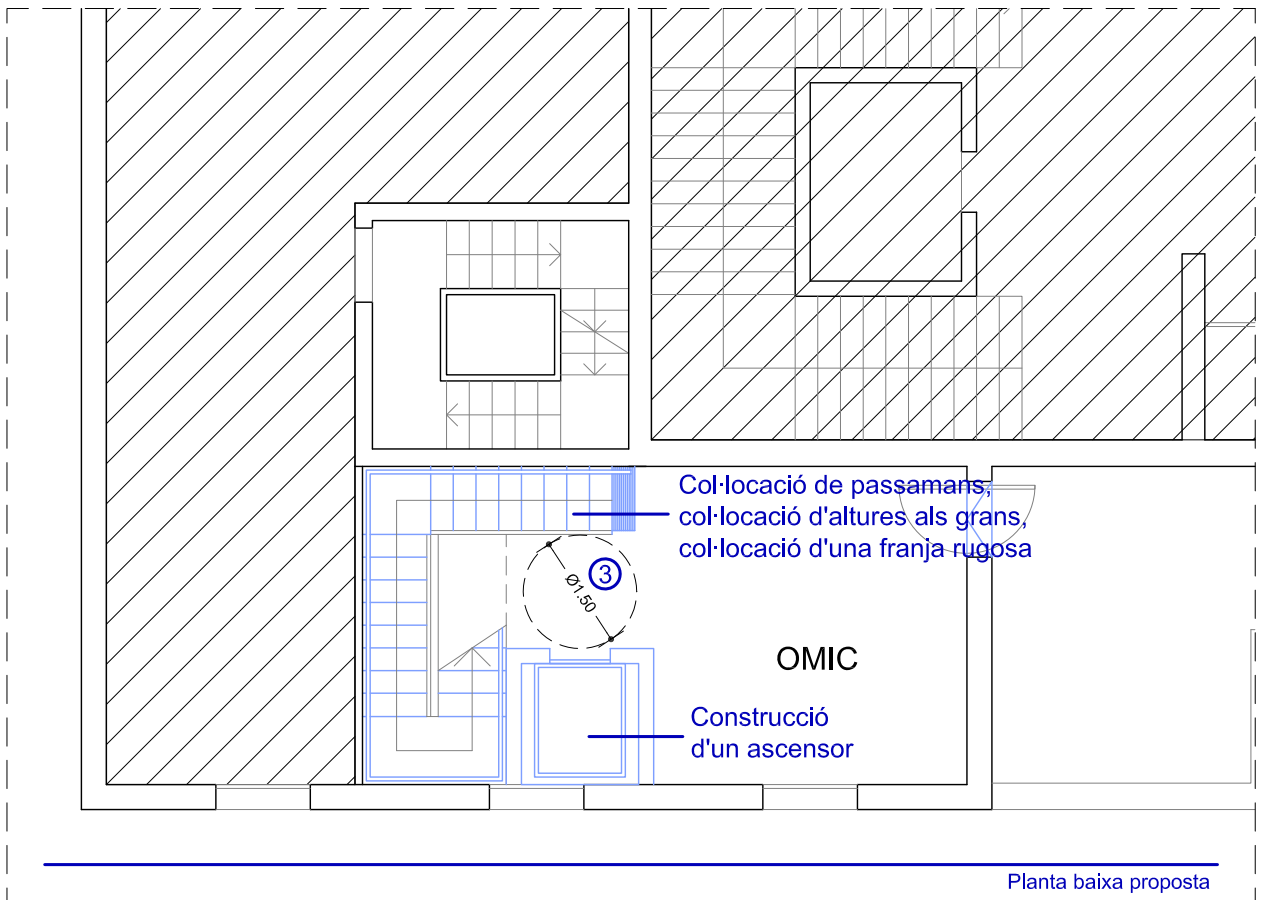 Col·locació de passamans,
col·locació d'altures als grans,
col·locació d'una franja rugosa
3
Ø1.50
OMIC
Construcció
d'un ascensor
Planta baixa proposta